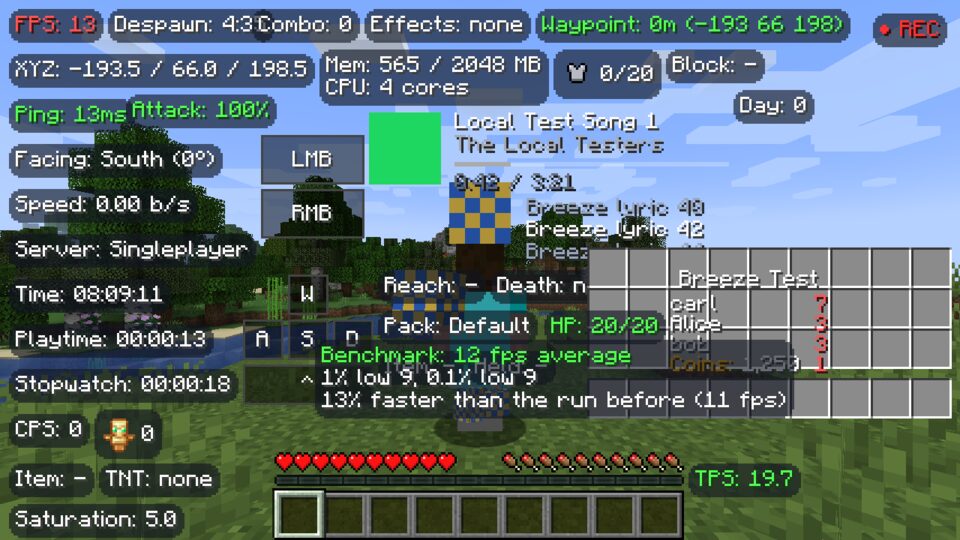 FPS: 13
Despawn: 4:3
Combo: 0
Effects: none
Waypoint: 0m (-193 66 198)
REC
XYZ: -193.5 / 66.0 / 198.5
Mem: 565 / 2048 MB
CPU: 4 cores
0/20
Block: -
Day: 0
Ping: 13ms
Attack: 100%
Local Test Song 1
The Local Testers
Facing: South (0°)
LMB
0:42 / 3:21
Speed: 0.00 b/s
RMB
Breeze lyric 40
Breeze lyric 42
Breeze lyric 44
Server: Singleplayer
Breeze Test
Time: 08:09:11
W
Reach: -
Death: n
carl 7
Alice 3
bob 3
Coins: 1,250 1
Playtime: 00:00:13
A
S
D
Pack: Default
HP: 20/20
Benchmark: 12 fps average
1% low 9, 0.1% low 9
13% faster than the run before (11 fps)
Stopwatch: 00:00:18
^
CPS: 0
0
Item: -
TNT: none
TPS: 19.7
Saturation: 5.0